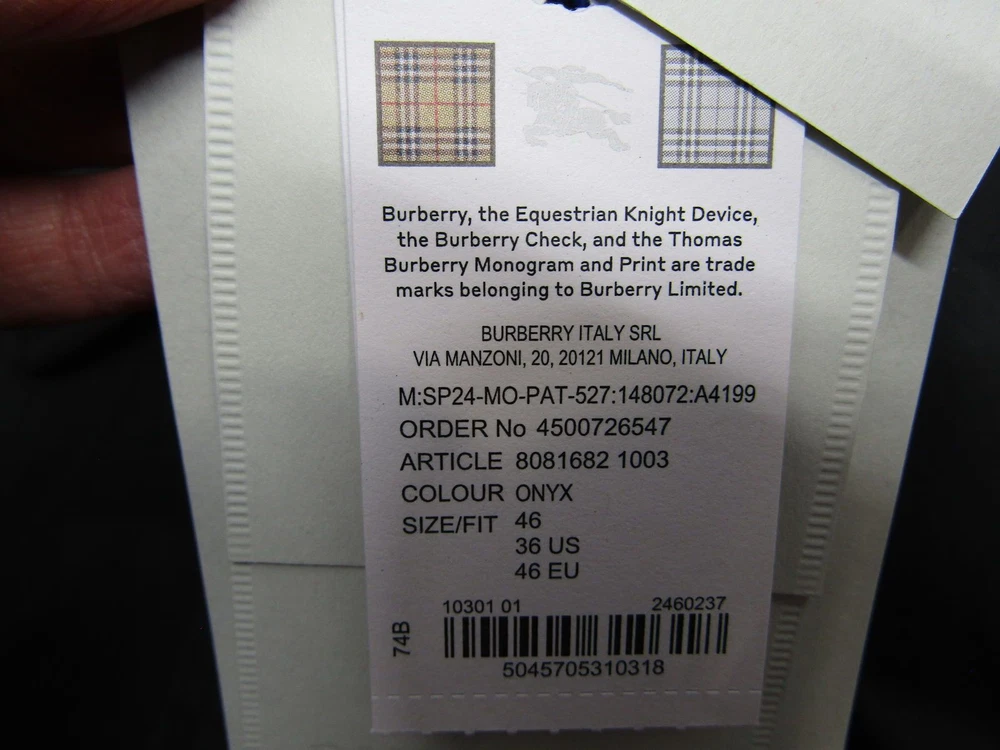 Burberry, the Equestrian Knight Device,
the Burberry Check, and the Thomas
Burberry Monogram and Print are trade
marks belonging to Burberry Limited.
BURBERRY ITALY SRL
VIA MANZONI, 20, 20121 MILANO, ITALY
M:SP24-MO-PAT-527:148072:A4199
ORDER No 4500726547
ARTICLE 8081682 1003
COLOUR ONYX
SIZE/FIT 46
36 US
46 EU
10301 01 2460237
74B
5045705310318